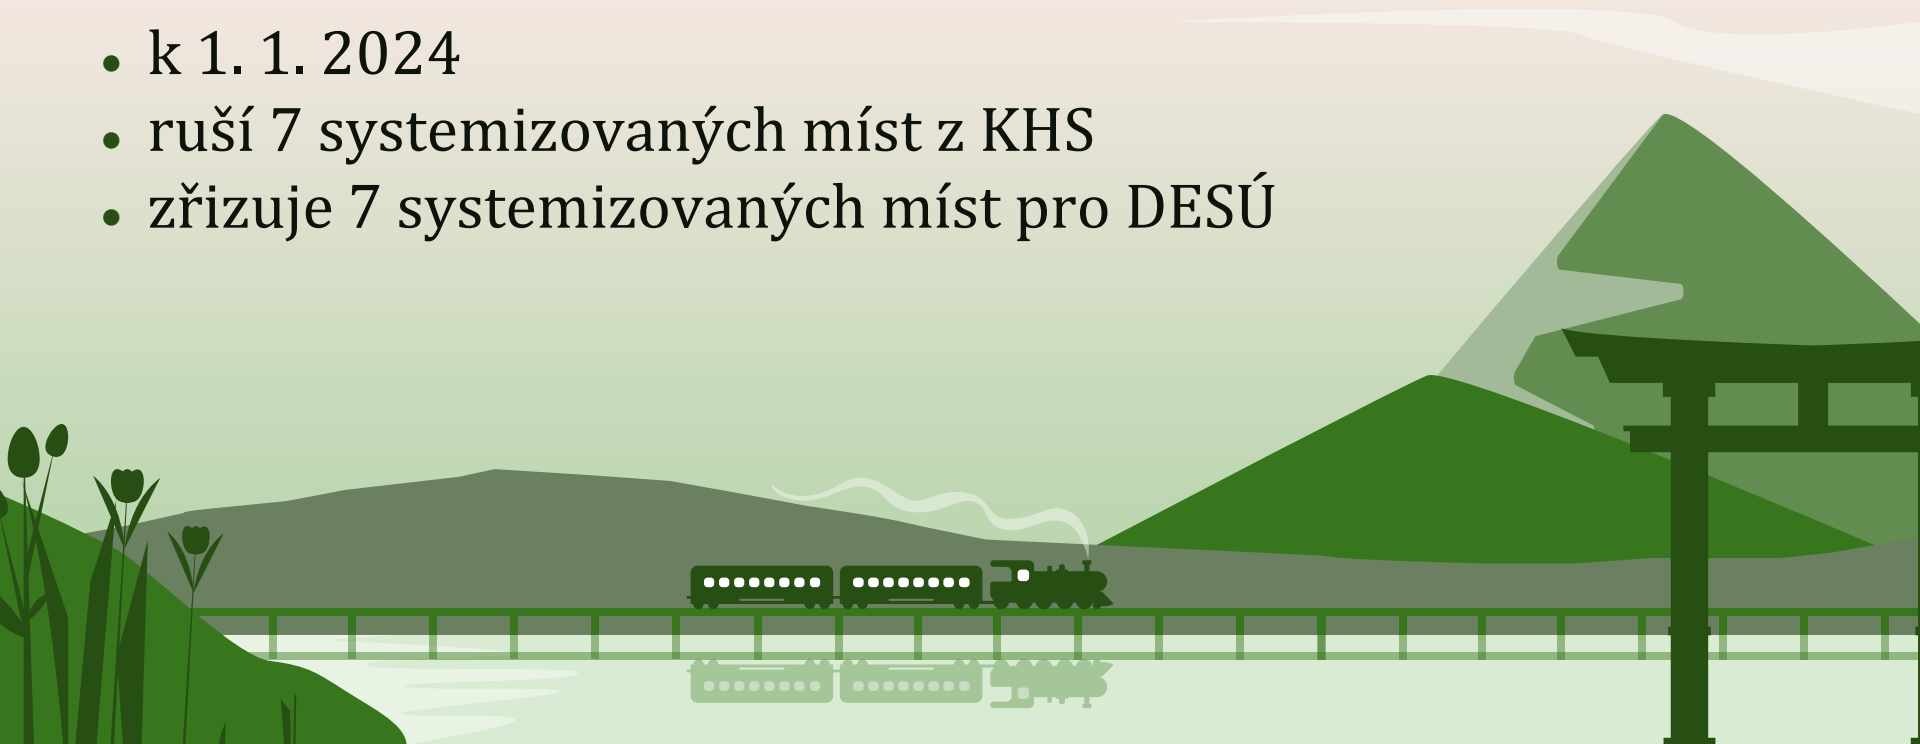 k 1. 1. 2024
ruší 7 systemizovaných míst z KHS
zřizuje 7 systemizovaných míst pro DESÚ